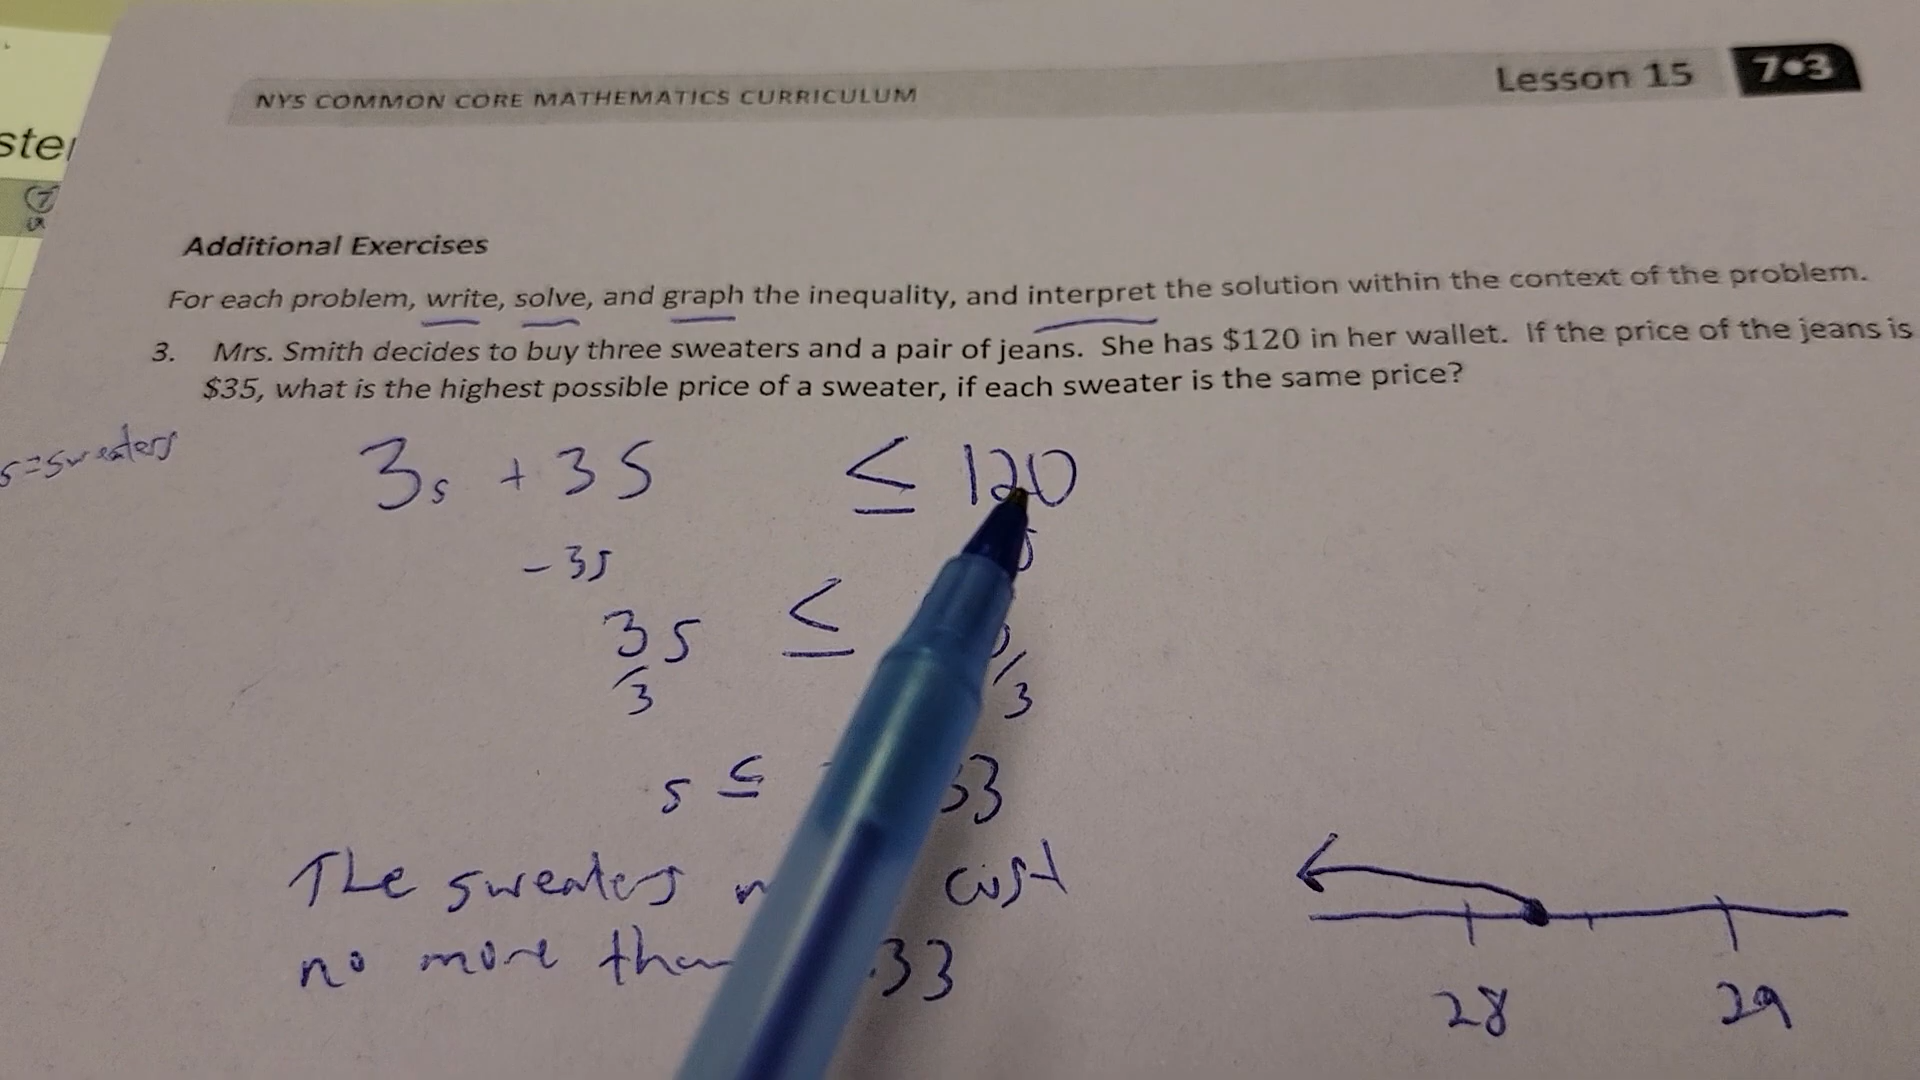 NYS COMMON CORE MATHEMATICS CURRICULUM Lesson 15 7•3
Additional Exercises
For each problem, write, solve, and graph the inequality, and interpret the solution within the context of the problem.
3. Mrs. Smith decides to buy three sweaters and a pair of jeans. She has $120 in her wallet. If the price of the jeans is
$35, what is the highest possible price of a sweater, if each sweater is the same price?
s=sweaters
3s + 35 ≤ 120
- 35
3s ≤
/3 /3
s ≤ 33
The sweaters cost
no more than .33
28 29